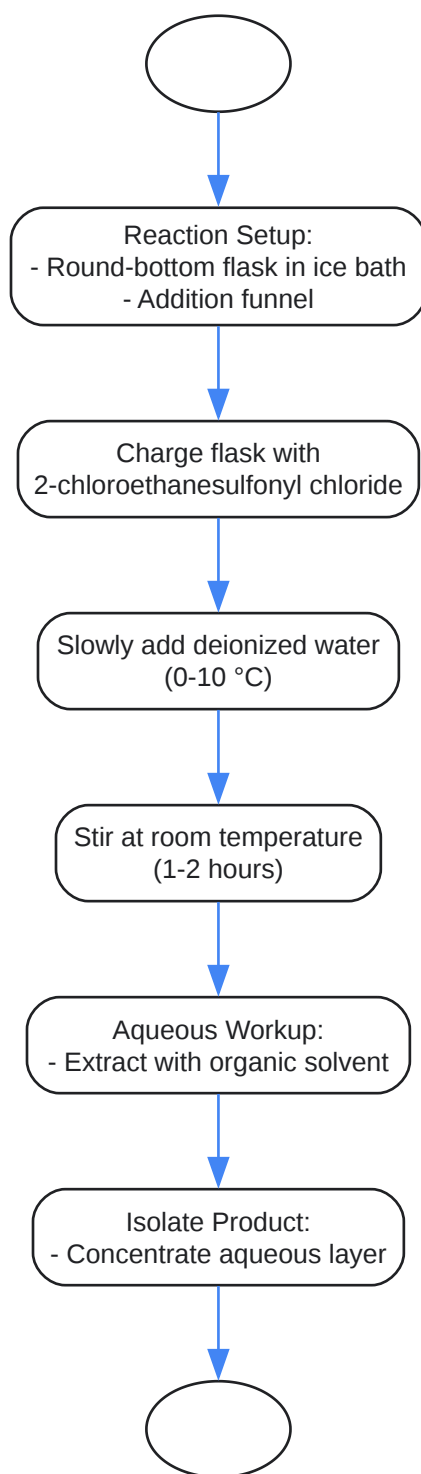 Reaction Setup:
- Round-bottom flask in ice bath
- Addition funnel
Charge flask with
2-chloroethanesulfonyl chloride
Slowly add deionized water
(0-10 °C)
Stir at room temperature
(1-2 hours)
Aqueous Workup:
- Extract with organic solvent
Isolate Product:
- Concentrate aqueous layer